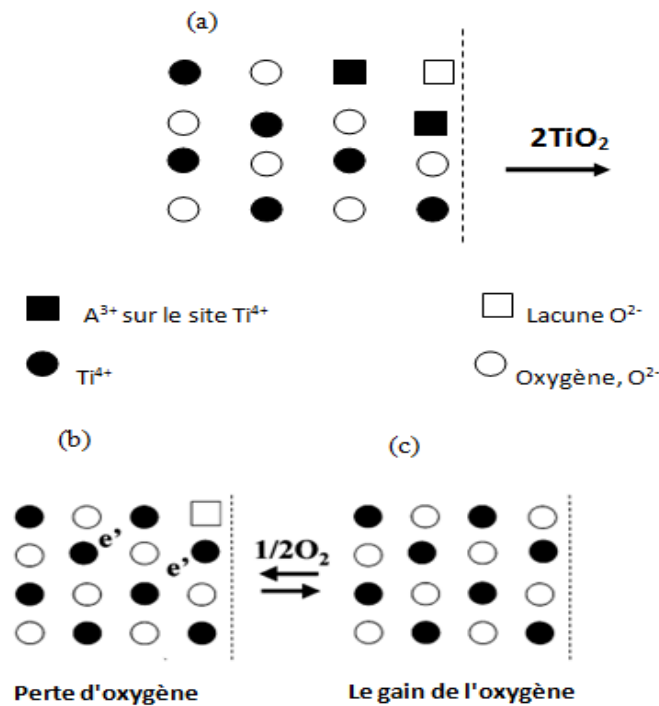 (a)
2TiO₂
A³⁺ sur le site Ti⁴⁺
Lacune O²⁻
Ti⁴⁺
Oxygène, O²⁻
(b)
(c)
e’
e’
1/2O₂
Perte d'oxygène
Le gain de l'oxygène